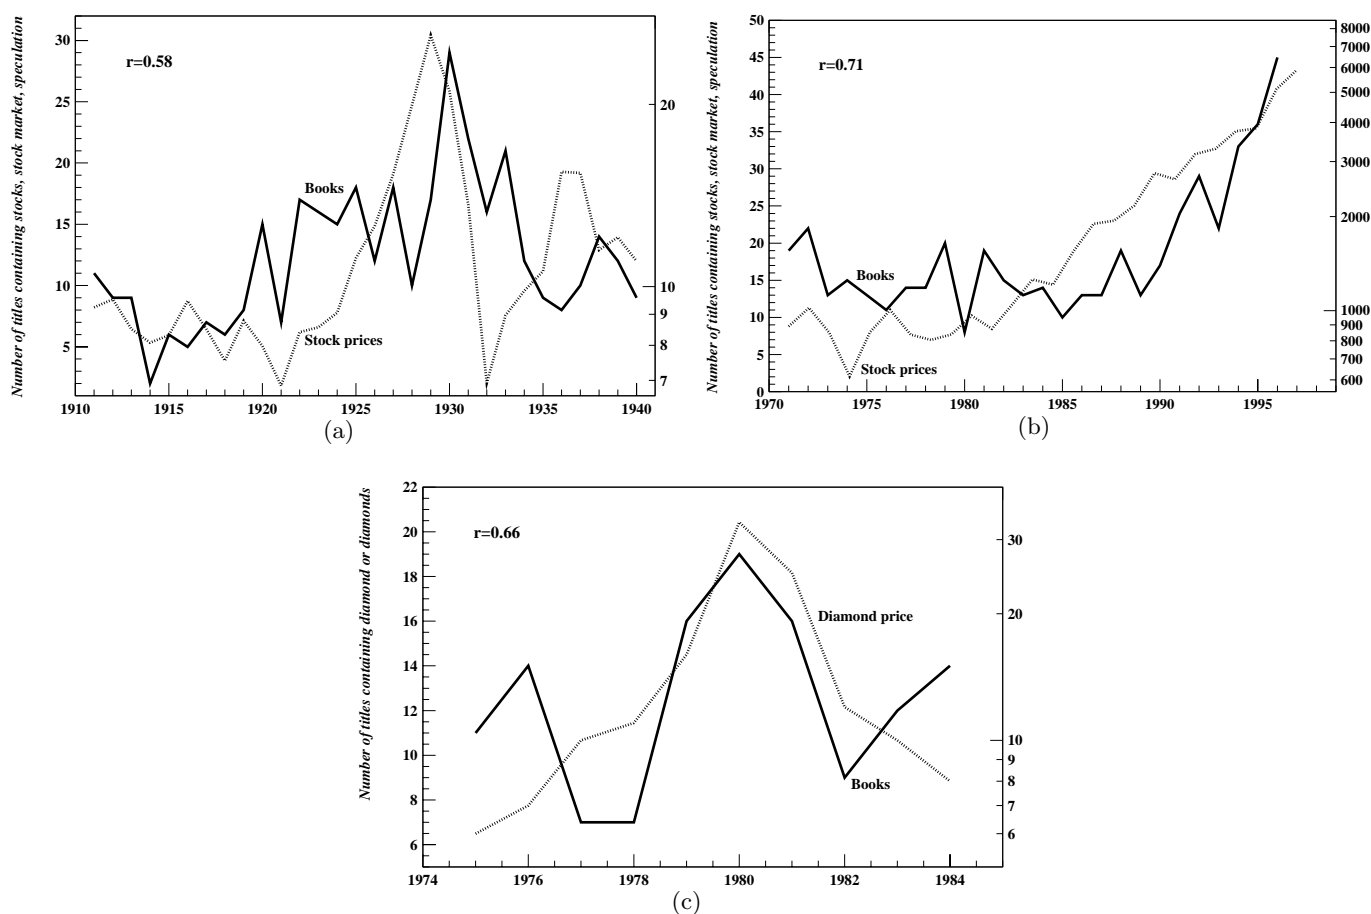 Number of titles containing stocks, stock market, speculation
r=0.58
30
25
20
15
10
5
20
10
9
8
7
Books
Stock prices
1910 1915 1920 1925 1930 1935 1940
(a)
Number of titles containing stocks, stock market, speculation
r=0.71
50
45
40
35
30
25
20
15
10
5
0
8000
7000
6000
5000
4000
3000
2000
1000
900
800
700
600
Books
Stock prices
1970 1975 1980 1985 1990 1995
(b)
Number of titles containing diamond or diamonds
r=0.66
22
20
18
16
14
12
10
8
6
30
20
10
9
8
7
6
Diamond price
Books
1974 1976 1978 1980 1982 1984
(c)